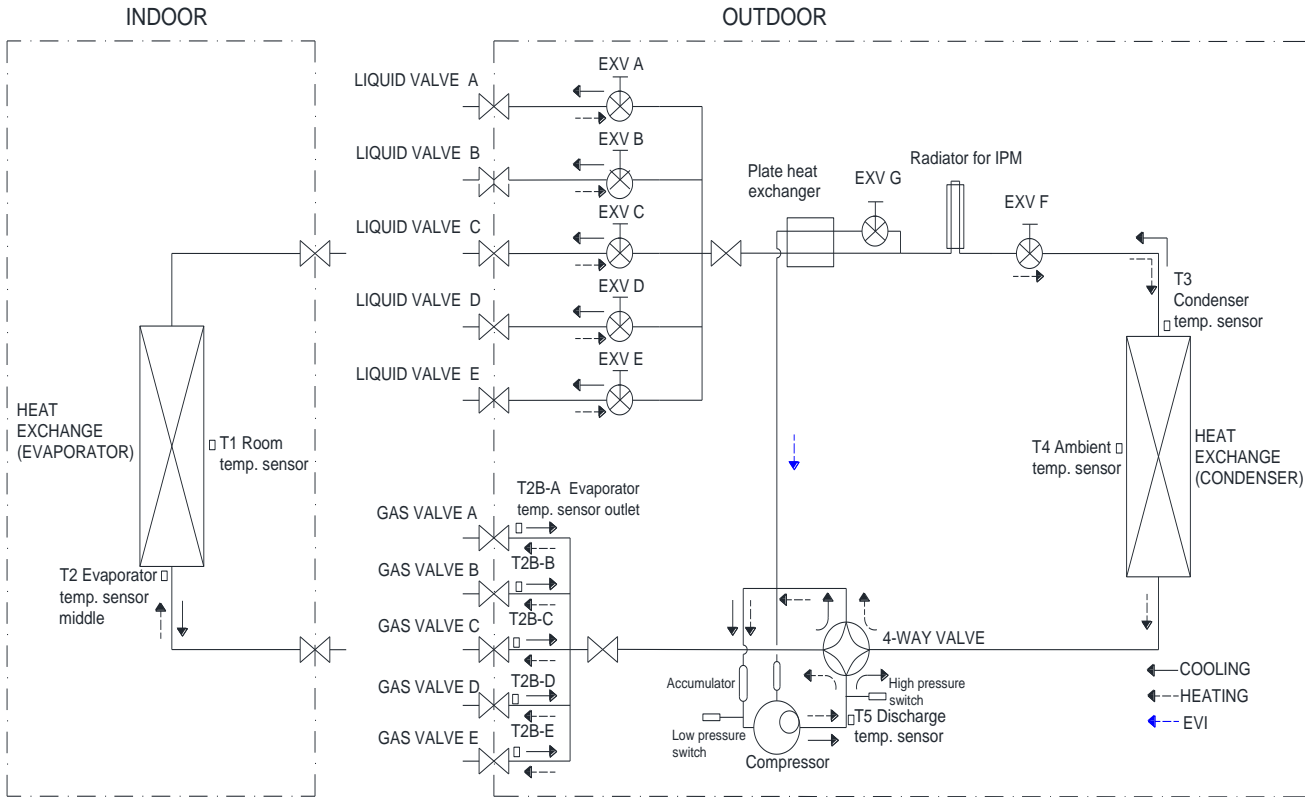 INDOOR
OUTDOOR
LIQUID VALVE A
EXV A
LIQUID VALVE B
EXV B
LIQUID VALVE C
EXV C
LIQUID VALVE D
EXV D
LIQUID VALVE E
EXV E
Plate heat
exchanger
EXV G
Radiator for IPM
EXV F
T3
Condenser
temp. sensor
HEAT
EXCHANGE
(EVAPORATOR)
T1 Room
temp. sensor
T4 Ambient
temp. sensor
HEAT
EXCHANGE
(CONDENSER)
T2 Evaporator
temp. sensor
middle
T2B-A Evaporator
temp. sensor outlet
GAS VALVE A
T2B-B
GAS VALVE B
T2B-C
GAS VALVE C
T2B-D
GAS VALVE D
T2B-E
GAS VALVE E
4-WAY VALVE
Accumulator
High pressure
switch
Low pressure
switch
T5 Discharge
temp. sensor
Compressor
COOLING
HEATING
EVI